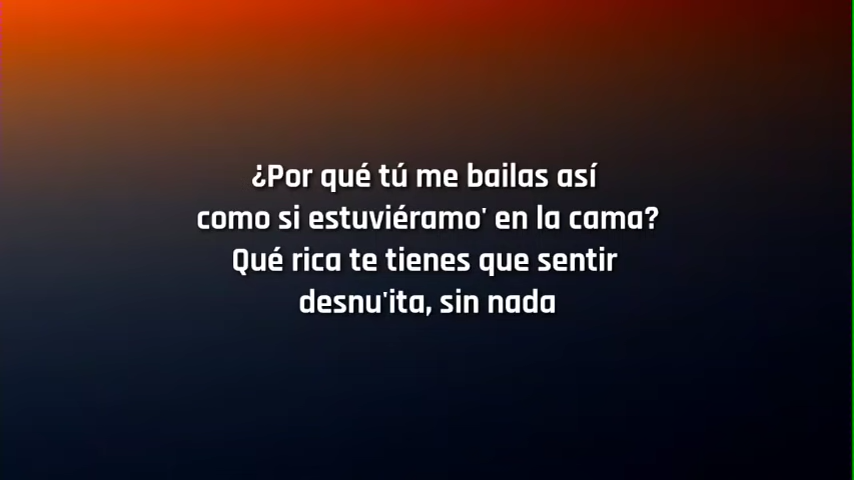 ¿Por qué tú me bailas así
como si estuviéramo' en la cama?
Qué rica te tienes que sentir
desnu'ita, sin nada